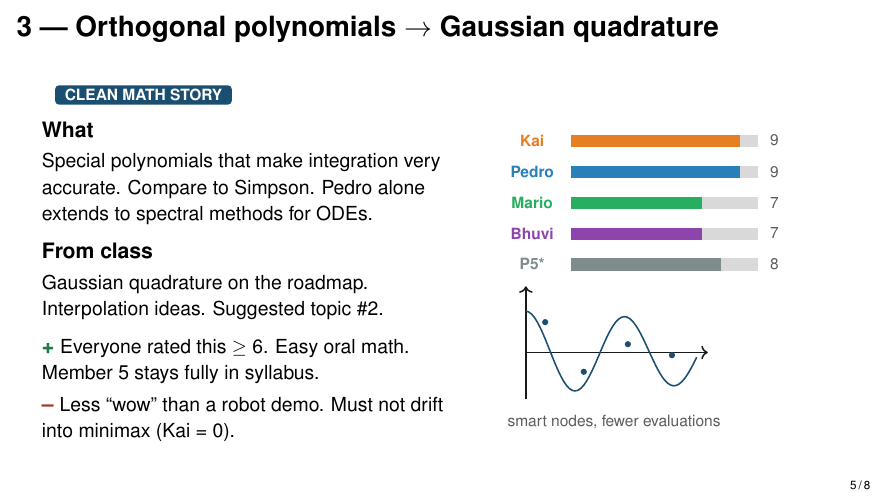 3 — Orthogonal polynomials → Gaussian quadrature
CLEAN MATH STORY
What
Special polynomials that make integration very
accurate. Compare to Simpson. Pedro alone
extends to spectral methods for ODEs.
From class
Gaussian quadrature on the roadmap.
Interpolation ideas. Suggested topic #2.
+ Everyone rated this ≥ 6. Easy oral math.
Member 5 stays fully in syllabus.
– Less “wow” than a robot demo. Must not drift
into minimax (Kai = 0).
Kai 9
Pedro 9
Mario 7
Bhuvi 7
P5* 8
smart nodes, fewer evaluations
5 / 8